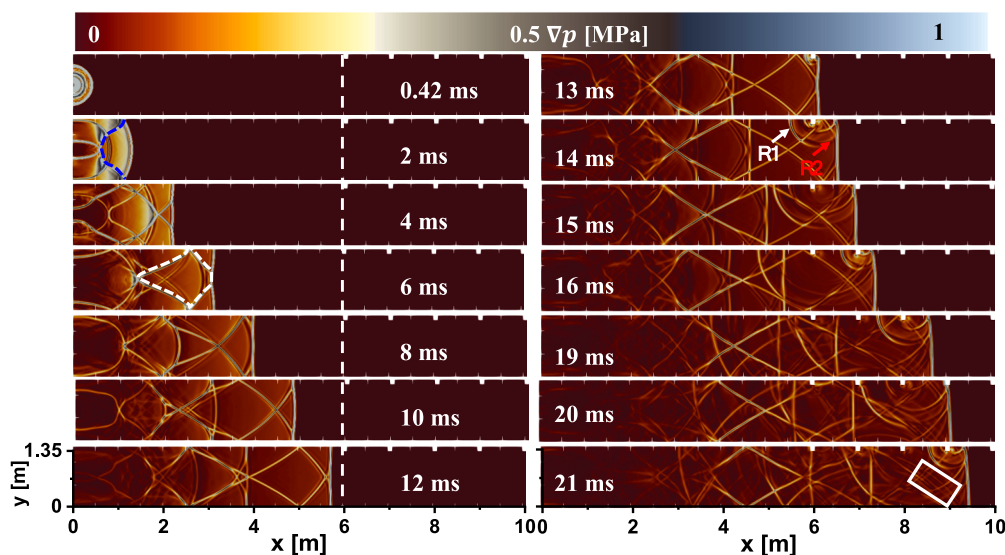 0 0.5 ∇p [MPa] 1
0.42 ms
2 ms
4 ms
6 ms
8 ms
10 ms
12 ms
1.35
y [m]
0
0 2 4 6 8 10
x [m]
13 ms
14 ms
R1
R2
15 ms
16 ms
19 ms
20 ms
21 ms
0 2 4 6 8 10
x [m]